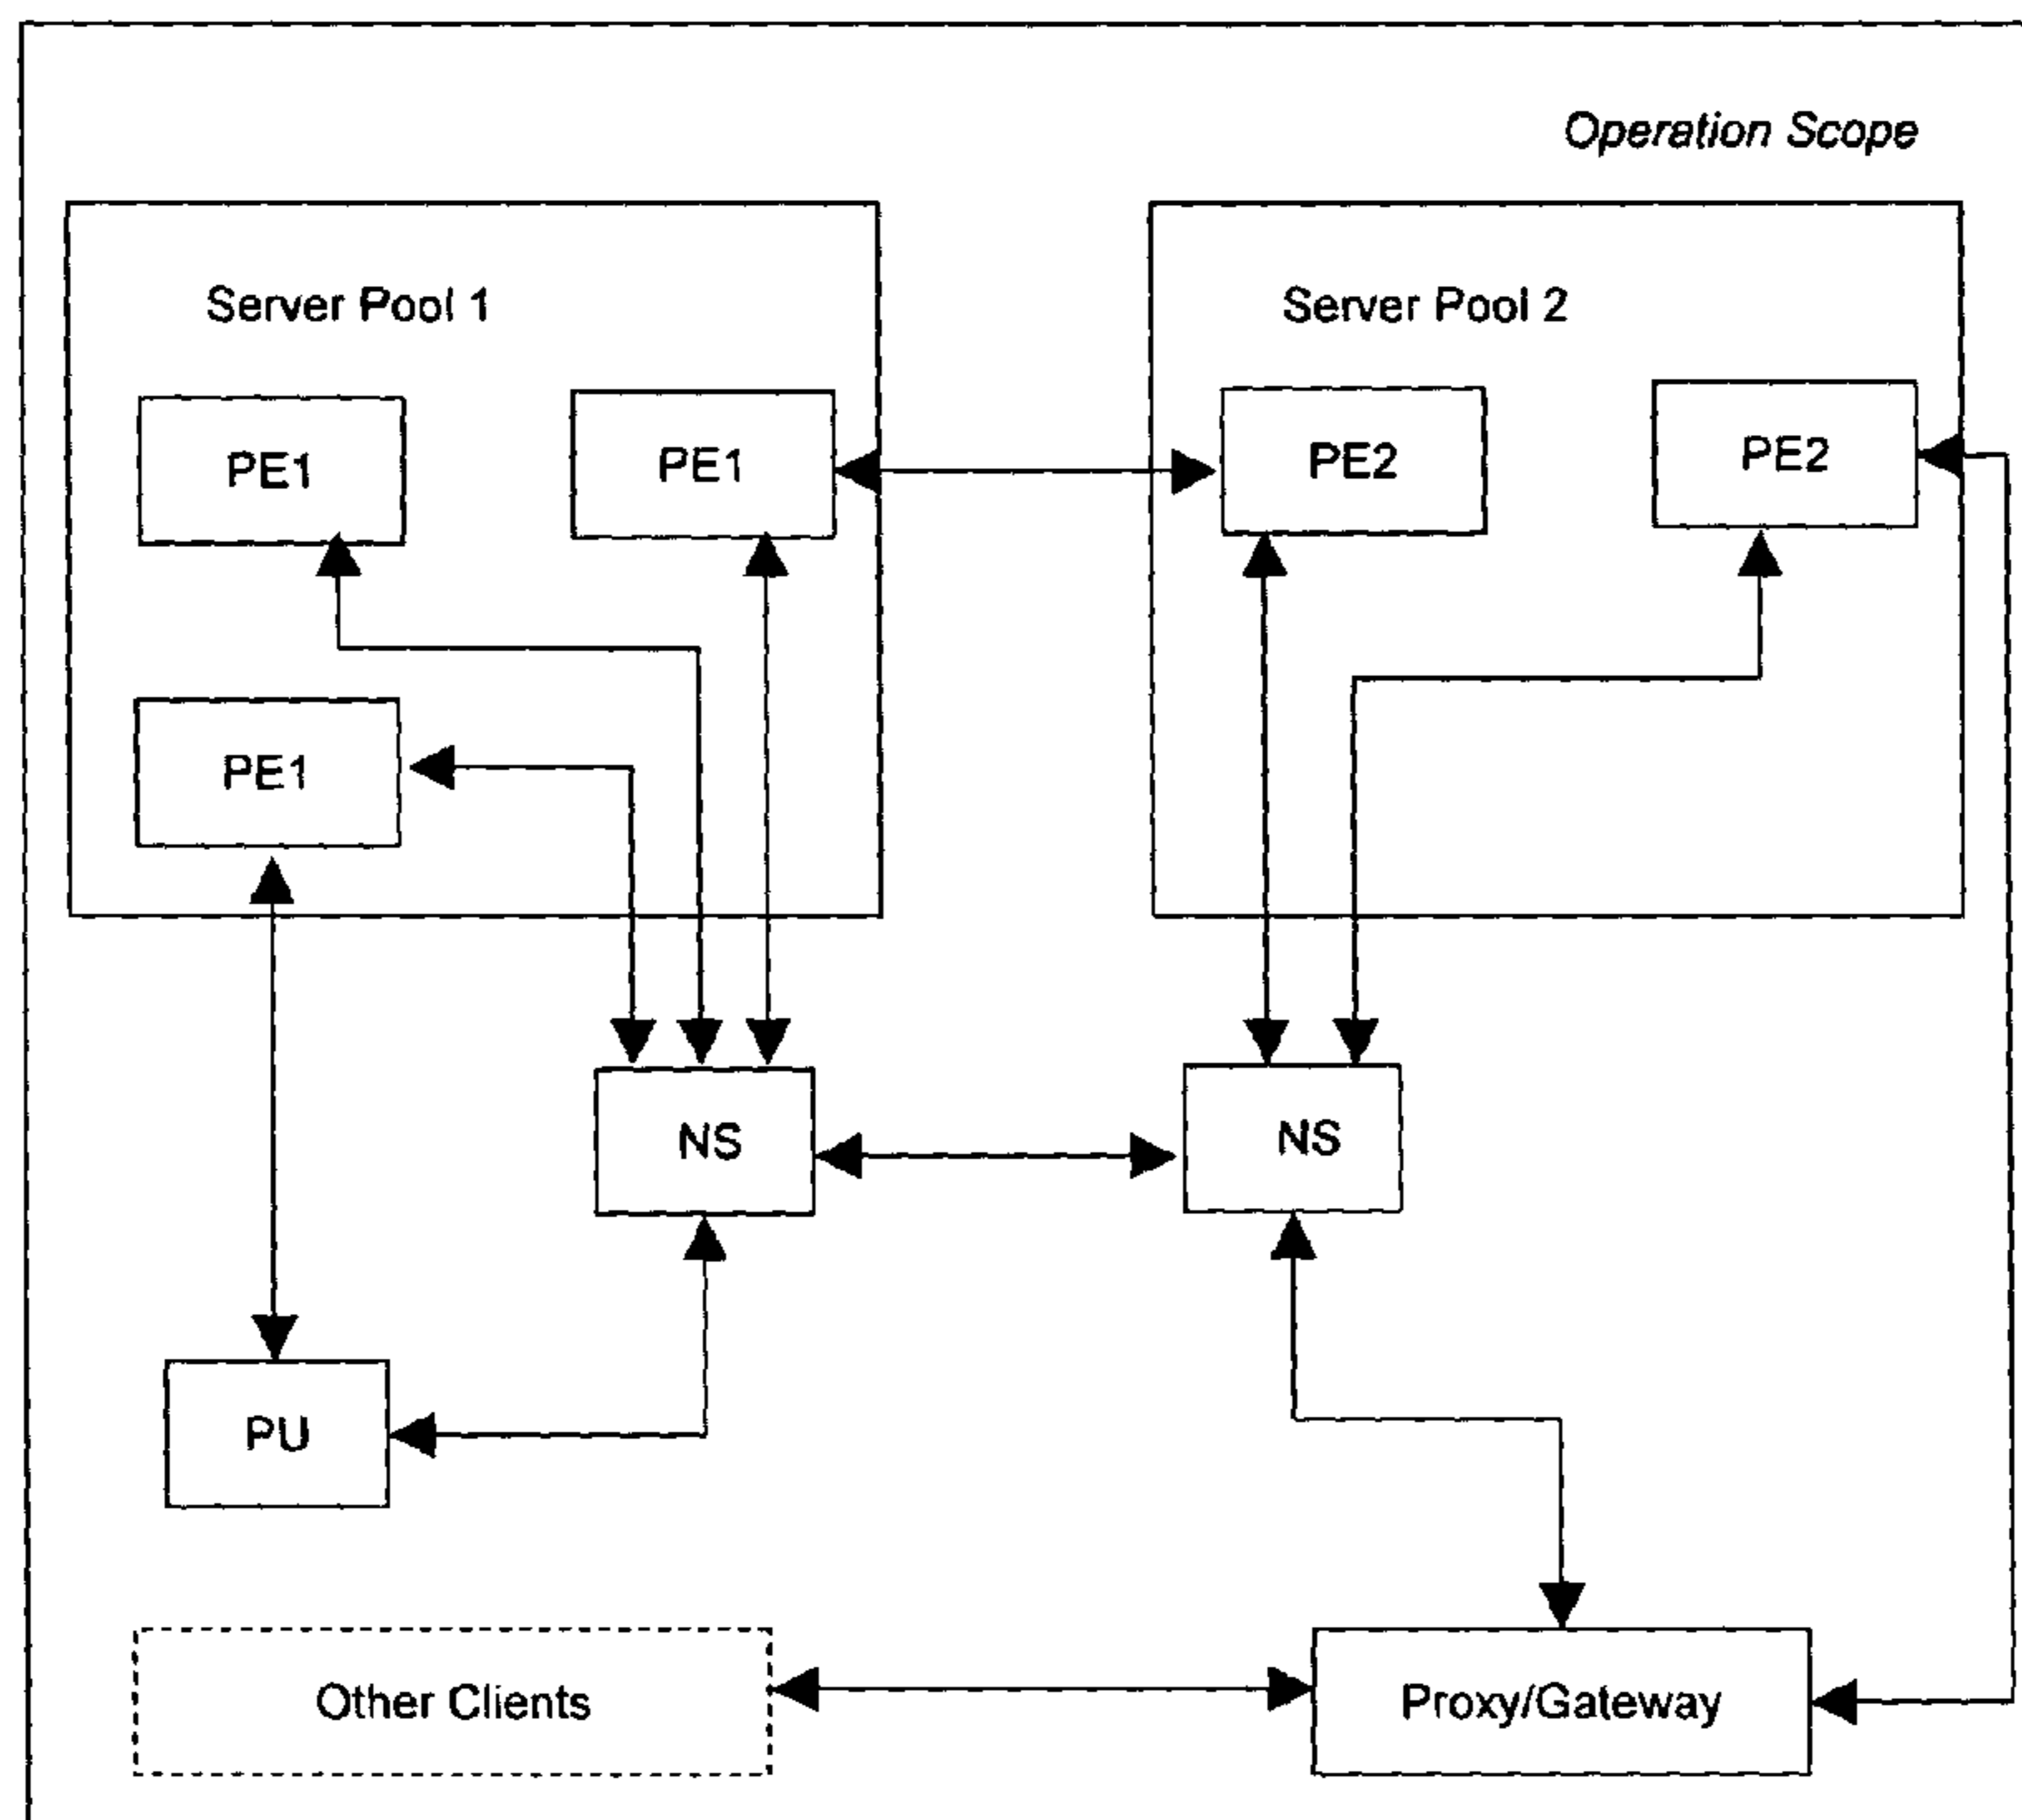 Operation Scope
Server Pool 1
Server Pool 2
PE1
PE1
PE2
PE2
PE1
NS
NS
PU
Other Clients
Proxy/Gateway